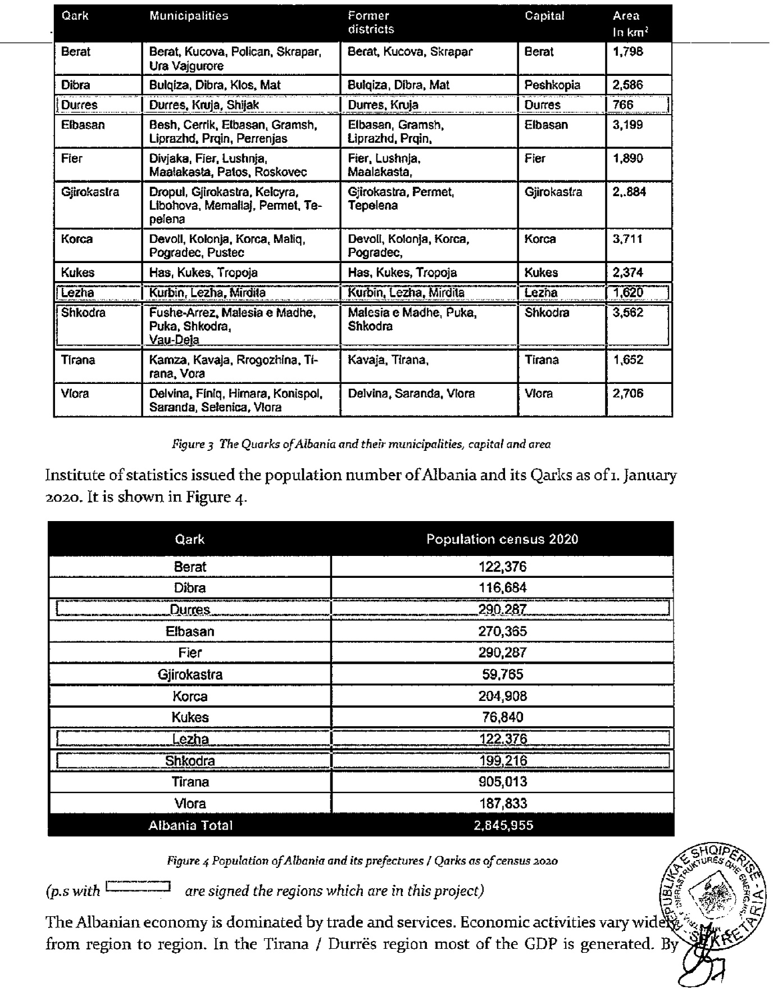 Qark Municipalities Former districts Capital Area In km²
Berat Berat, Kucova, Polican, Skrapar, Ura Vajgurore Berat, Kucova, Skrapar Berat 1,798
Dibra Bulqiza, Dibra, Klos, Mat Bulqiza, Dibra, Mat Peshkopia 2,586
Durres Durres, Kruja, Shijak Durres, Kruja Durres 766
Elbasan Besh, Cerrik, Elbasan, Gramsh, Liprazhd, Prqin, Perrenjas Elbasan, Gramsh, Liprazhd, Prqin, Elbasan 3,199
Fier Divjaka, Fier, Lushnja, Maalakasta, Patos, Roskovec Fier, Lushnja, Maalakasta, Fier 1,890
Gjirokastra Dropul, Gjirokastra, Kelcyra, Libohova, Memaliaj, Permet, Te-pelena Gjirokastra, Permet, Tepelena Gjirokastra 2,.884
Korca Devoll, Kolonja, Korca, Maliq, Pogradec, Pustec Devoll, Kolonja, Korca, Pogradec, Korca 3,711
Kukes Has, Kukes, Tropoja Has, Kukes, Tropoja Kukes 2,374
Lezha Kurbin, Lezha, Mirdita Kurbin, Lezha, Mirdita Lezha 1,620
Shkodra Fushe-Arrez, Malesia e Madhe, Puka, Shkodra, Vau-Deja Malesia e Madhe, Puka, Shkodra Shkodra 3,562
Tirana Kamza, Kavaja, Rrogozhina, Ti-rana, Vora Kavaja, Tirana, Tirana 1,652
Vlora Delvina, Finiq, Himara, Konispol, Saranda, Selenica, Vlora Delvina, Saranda, Vlora Vlora 2,706
Figure 3 The Quarks of Albania and their municipalities, capital and area
Institute of statistics issued the population number of Albania and its Qarks as of 1. January
2020. It is shown in Figure 4.
Qark Population census 2020
Berat 122,376
Dibra 116,684
Durres 290.287
Elbasan 270,365
Fier 290,287
Gjirokastra 59,765
Korca 204,908
Kukes 76,840
Lezha 122,376
Shkodra 199,216
Tirana 905,013
Vlora 187,833
Albania Total 2,845,955
Figure 4 Population of Albania and its prefectures / Qarks as of census 2020
(p.s with are signed the regions which are in this project)
The Albanian economy is dominated by trade and services. Economic activities vary widely
from region to region. In the Tirana / Durrës region most of the GDP is generated. By
REPUBLIKA E SHQIPËRISË - SEKRETARIA
INFRASTRUKTURËS DHE ENERGJISË